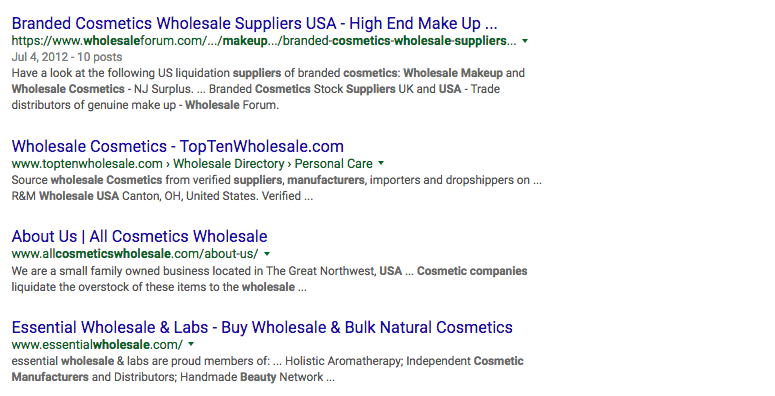 Branded Cosmetics Wholesale Suppliers USA - High End Make Up ...
https://www.wholesaleforum.com/.../makeup.../branded-cosmetics-wholesale-suppliers...
Jul 4, 2012 - 10 posts
Have a look at the following US liquidation suppliers of branded cosmetics: Wholesale Makeup and
Wholesale Cosmetics - NJ Surplus. ... Branded Cosmetics Stock Suppliers UK and USA - Trade
distributors of genuine make up - Wholesale Forum.
Wholesale Cosmetics - TopTenWholesale.com
www.toptenwholesale.com › Wholesale Directory › Personal Care
Source wholesale Cosmetics from verified suppliers, manufacturers, importers and dropshippers on ...
R&M Wholesale USA Canton, OH, United States. Verified ...
About Us | All Cosmetics Wholesale
www.allcosmeticswholesale.com/about-us/
We are a small family owned business located in The Great Northwest, USA ... Cosmetic companies
liquidate the overstock of these items to the wholesale ...
Essential Wholesale & Labs - Buy Wholesale & Bulk Natural Cosmetics
www.essentialwholesale.com/
essential wholesale & labs are proud members of: ... Holistic Aromatherapy; Independent Cosmetic
Manufacturers and Distributors; Handmade Beauty Network ...